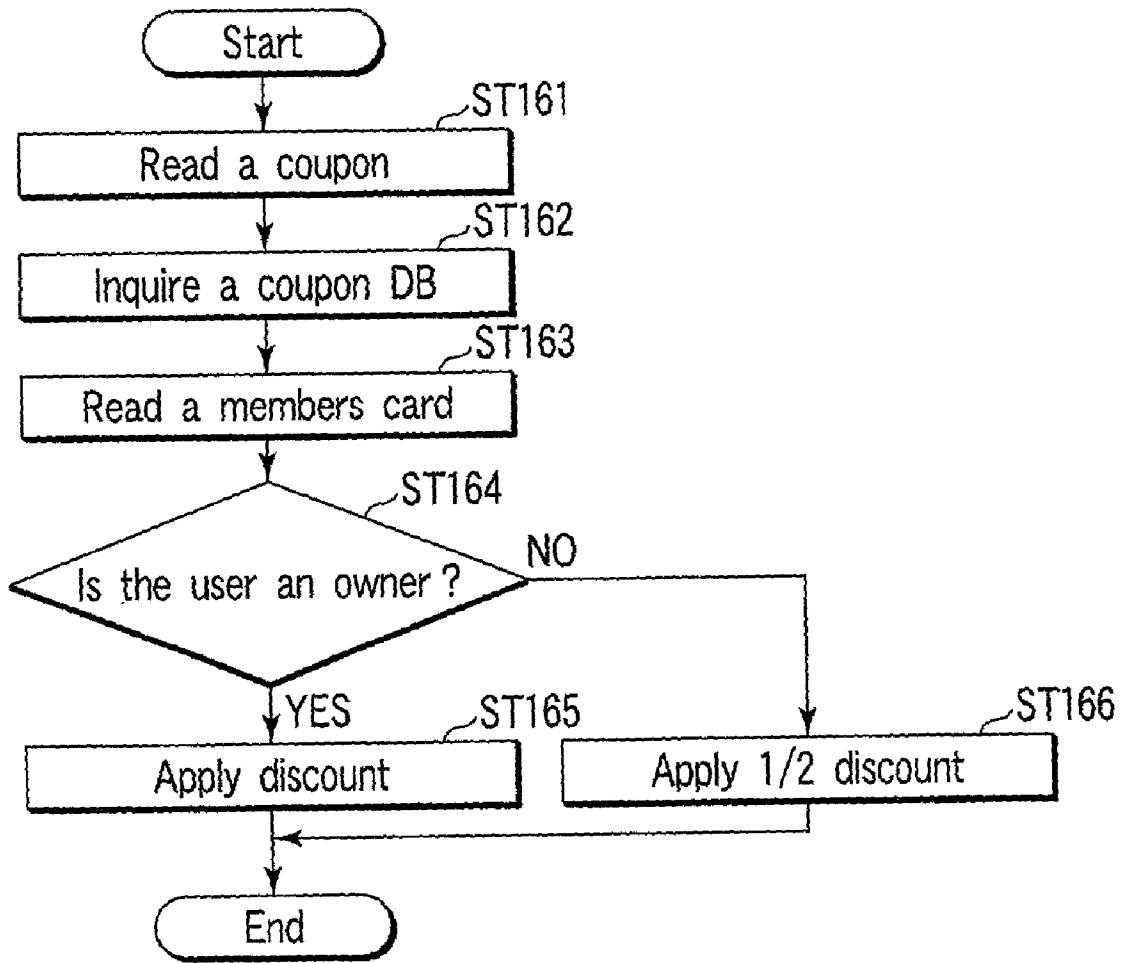 Start
ST161
Read a coupon
ST162
Inquire a coupon DB
ST163
Read a members card
ST164
NO
Is the user an owner ?
YES
ST165
ST166
Apply discount
Apply 1/2 discount
End